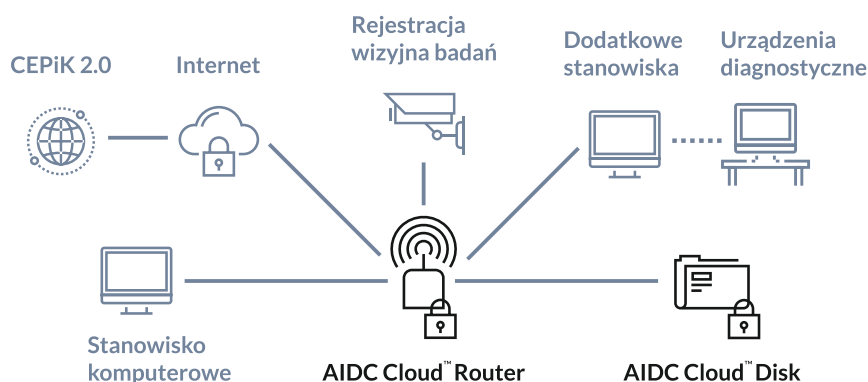 CEPiK 2.0
Internet
Rejestracja
wizyjna badań
Dodatkowe
stanowiska
Urządzenia
diagnostyczne
Stanowisko
komputerowe
AIDC Cloud™ Router
AIDC Cloud™ Disk